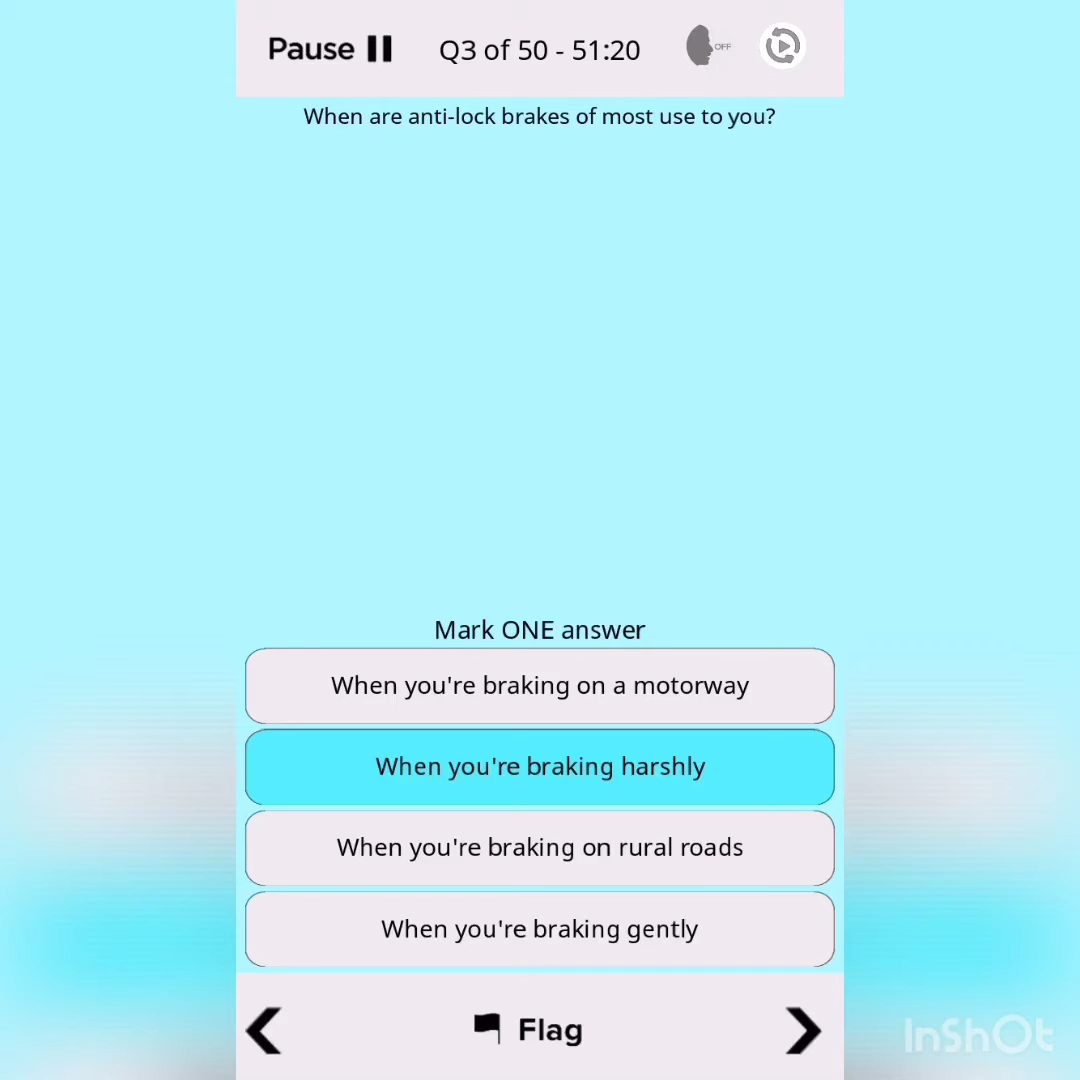 Pause
Q3 of 50 - 51:20
OFF
When are anti-lock brakes of most use to you?
Mark ONE answer
When you're braking on a motorway
When you're braking harshly
When you're braking on rural roads
When you're braking gently
Flag
InShOt